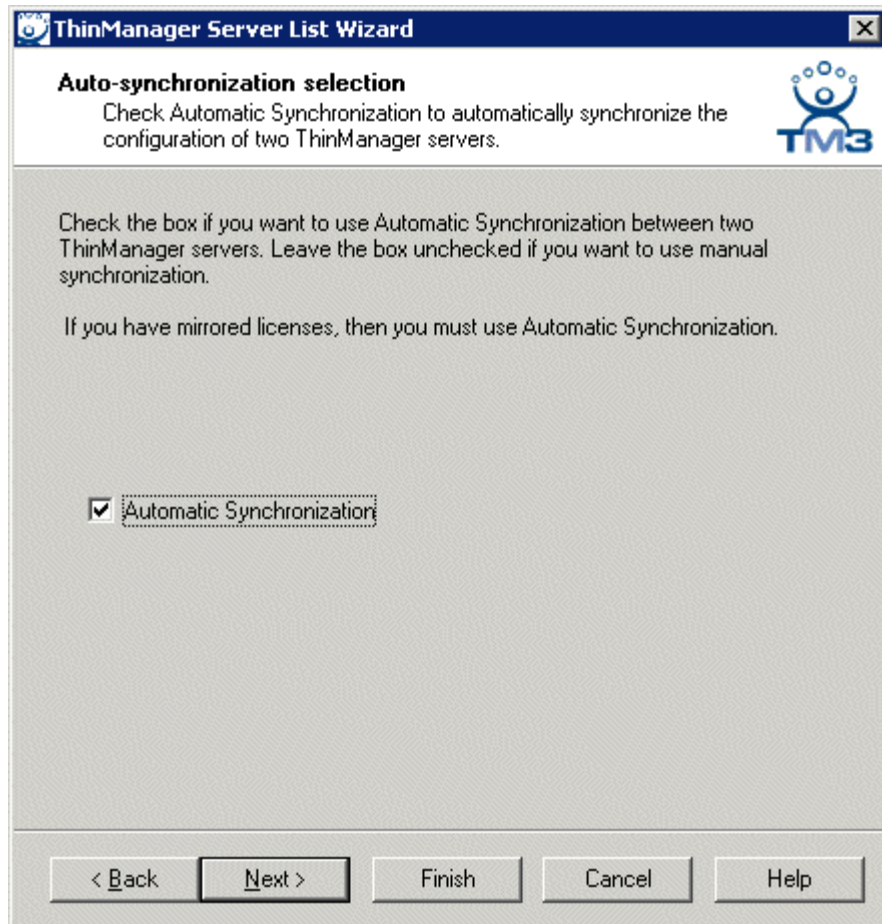 ThinManager Server List Wizard
Auto-synchronization selection
Check Automatic Synchronization to automatically synchronize the
configuration of two ThinManager servers.
TM3
Check the box if you want to use Automatic Synchronization between two
ThinManager servers. Leave the box unchecked if you want to use manual
synchronization.
If you have mirrored licenses, then you must use Automatic Synchronization.
Automatic Synchronization
< Back Next > Finish Cancel Help